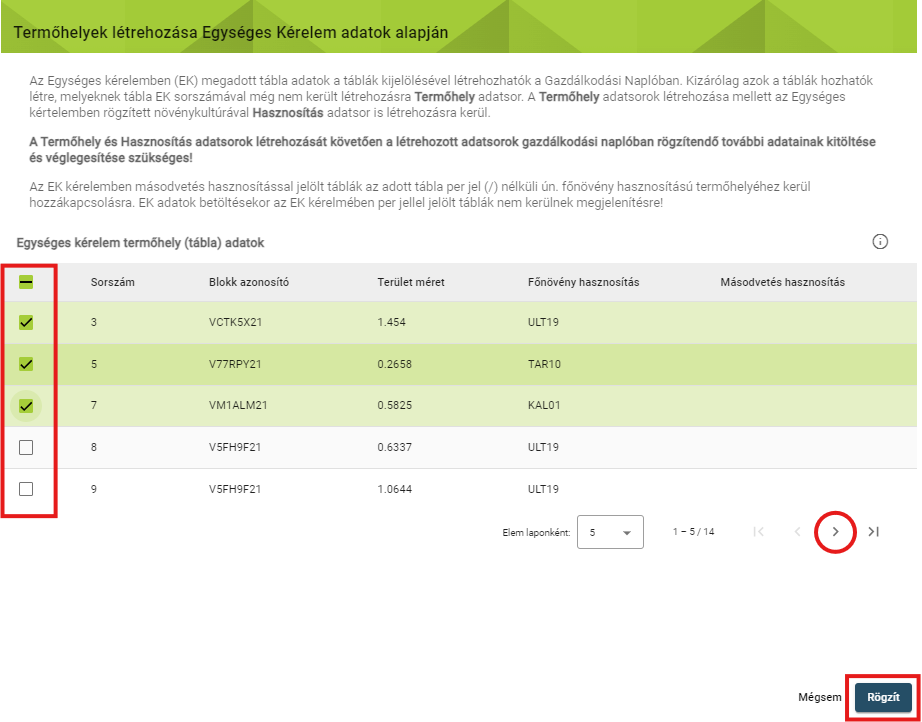 Termőhelyek létrehozása Egységes Kérelem adatok alapján
Az Egységes kérelemben (EK) megadott tábla adatok a táblák kijelölésével létrehozhatók a Gazdálkodási Naplóban. Kizárólag azok a táblák hozhatók
létre, melyeknek tábla EK sorszámával még nem került létrehozásra Termőhely adatsor. A Termőhely adatsorok létrehozása mellett az Egységes
kértelemben rögzített növénykultúrával Hasznosítás adatsor is létrehozásra kerül.
A Termőhely és Hasznosítás adatsorok létrehozását követően a létrehozott adatsorok gazdálkodási naplóban rögzítendő további adatainak kitöltése
és véglegesítése szükséges!
Az EK kérelemben másodvetés hasznosítással jelölt táblák az adott tábla per jel (/) nélküli ún. főnövény hasznosítású termőhelyéhez kerül
hozzákapcsolásra. EK adatok betöltésekor az EK kérelmében per jellel jelölt táblák nem kerülnek megjelenítésre!
Egységes kérelem termőhely (tábla) adatok
Sorszám Blokk azonosító Terület méret Főnövény hasznosítás Másodvetés hasznosítás
3 VCTK5X21 1.454 ULT19
5 V77RPY21 0.2658 TAR10
7 VM1ALM21 0.5825 KAL01
8 V5FH9F21 0.6337 ULT19
9 V5FH9F21 1.0644 ULT19
Elem laponként: 5 1 – 5 / 14
Mégsem Rögzít